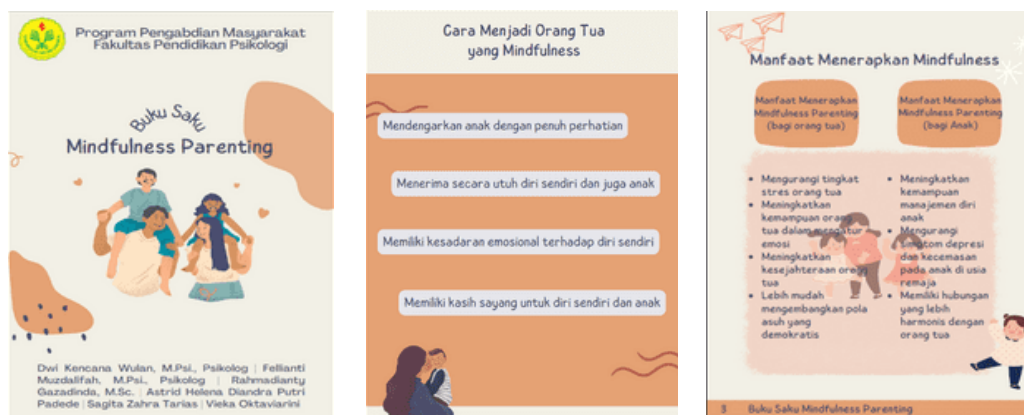 Program Pengabdian Masyarakat
Fakultas Pendidikan Psikologi
Buku Saku
Mindfulness Parenting
Dwi Kencana Wulan, M.Psi., Psikolog | Fellianti
Muzdalifah, M.Psi., Psikolog | Rahmadianty
Gazadinda, M.Sc. | Astrid Helena Diandra Putri
Padede | Sagita Zahra Tarias | Vieka Oktaviarini
Cara Menjadi Orang Tua
yang Mindfulness
Mendengarkan anak dengan penuh perhatian
Menerima secara utuh diri sendiri dan juga anak
Memiliki kesadaran emosional terhadap diri sendiri
Memiliki kasih sayang untuk diri sendiri dan anak
Manfaat Menerapkan Mindfulness
Manfaat Menerapkan
Mindfulness Parenting
(bagi orang tua)
• Mengurangi tingkat
stres orang tua
• Meningkatkan
kemampuan orang
tua dalam mengatur
emosi
• Meningkatkan
kesejahteraan orang
tua
• Lebih mudah
mengembangkan pola
asuh yang
demokratis
Manfaat Menerapkan
Mindfulness Parenting
(bagi Anak)
• Meningkatkan
kemampuan
manajemen diri
anak
• Mengurangi
simptom depresi
dan kecemasan
pada anak di usia
remaja
• Memiliki hubungan
yang lebih
harmonis dengan
orang tua
3 Buku Saku Mindfulness Parenting